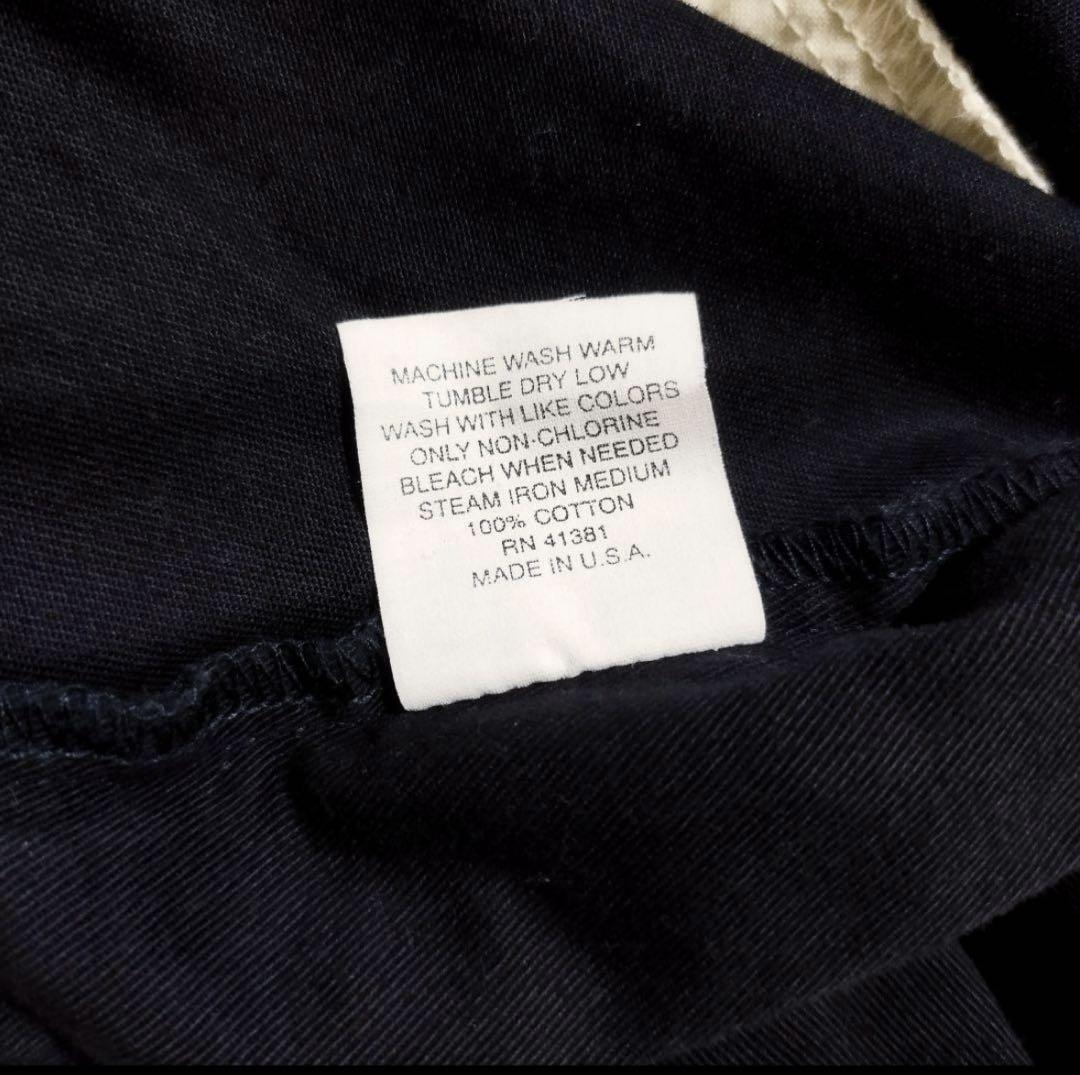 MACHINE WASH WARM
TUMBLE DRY LOW
WASH WITH LIKE COLORS
ONLY NON-CHLORINE
BLEACH WHEN NEEDED
STEAM IRON MEDIUM
100% COTTON
RN 41381
MADE IN U.S.A.